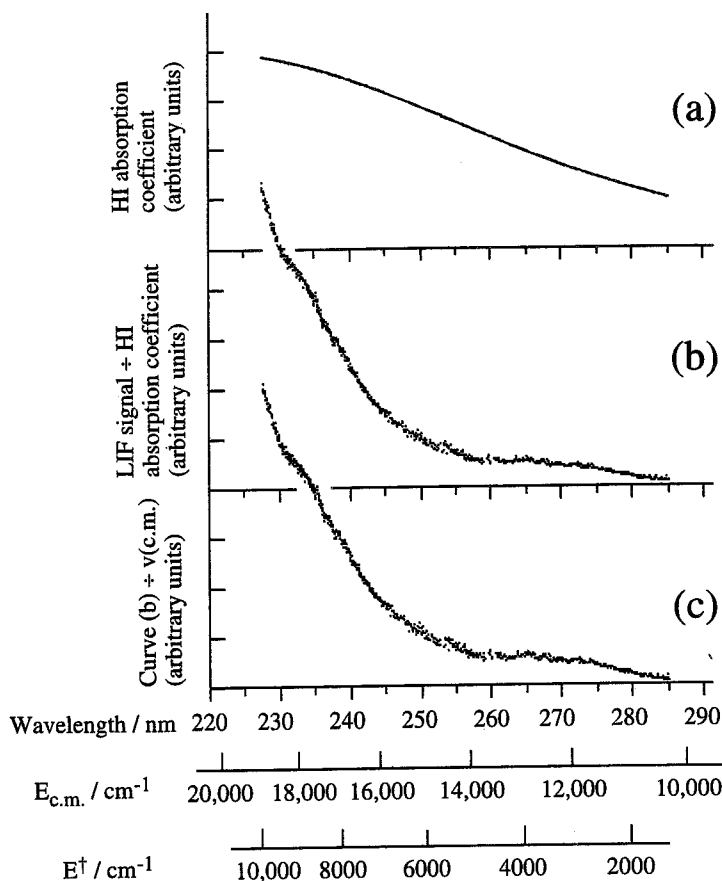 HI absorption
coefficient
(arbitrary units)
(a)
LIF signal ÷ HI
absorption coefficient
(arbitrary units)
(b)
Curve (b) ÷ v(c.m.)
(arbitrary units)
(c)
Wavelength / nm 220 230 240 250 260 270 280 290
E c.m. / cm-1 20,000 18,000 16,000 14,000 12,000 10,000
E† / cm-1 10,000 8000 6000 4000 2000